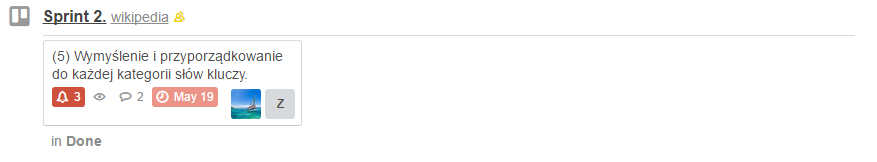 Sprint 2. wikipedia
(5) Wymyślenie i przyporządkowanie
do każdej kategorii słów kluczy.
3 2 May 19 Z
in Done